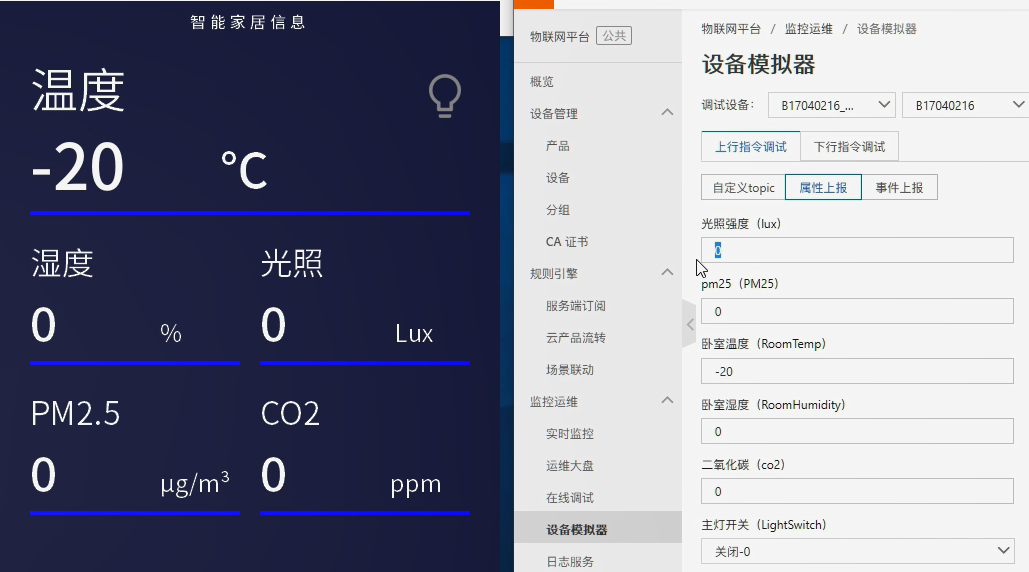 智能家居信息
温度
-20 ℃
湿度
0 %
光照
0 Lux
PM2.5
0 μg/m³
CO2
0 ppm
物联网平台 公共
概览
设备管理
产品
设备
分组
CA 证书
规则引擎
服务端订阅
云产品流转
场景联动
监控运维
实时监控
运维大盘
在线调试
设备模拟器
日志服务
物联网平台 / 监控运维 / 设备模拟器
设备模拟器
调试设备： B17040216_... B17040216
上行指令调试 下行指令调试
自定义topic 属性上报 事件上报
光照强度（lux）
0
pm25（PM25）
0
卧室温度（RoomTemp）
-20
卧室湿度（RoomHumidity）
0
二氧化碳（co2）
0
主灯开关（LightSwitch）
关闭-0